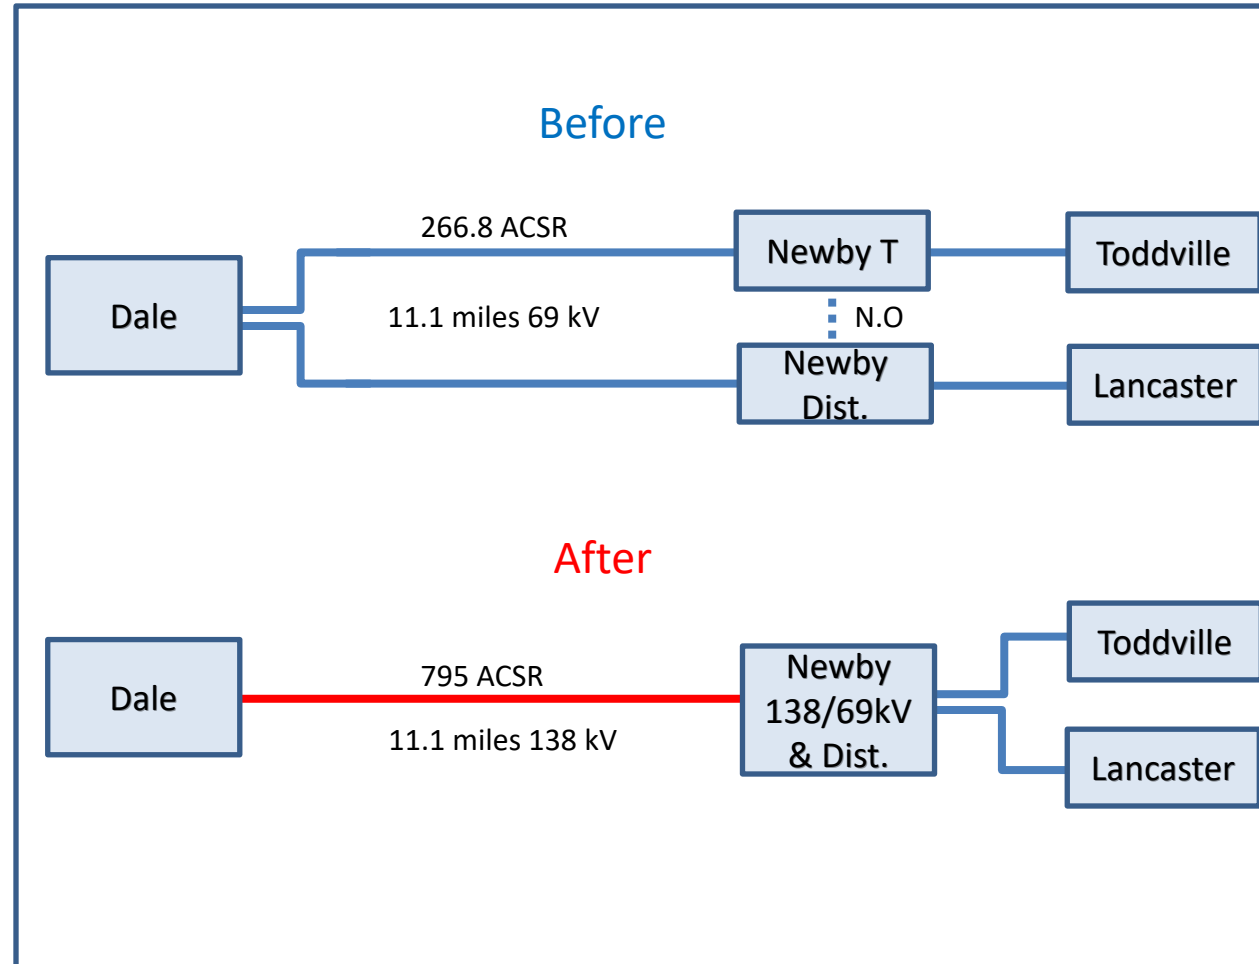 Before
266.8 ACSR
Dale
11.1 miles 69 kV
Newby T
Toddville
N.O
Newby
Dist.
Lancaster
After
795 ACSR
Dale
11.1 miles 138 kV
Newby
138/69kV
& Dist.
Toddville
Lancaster